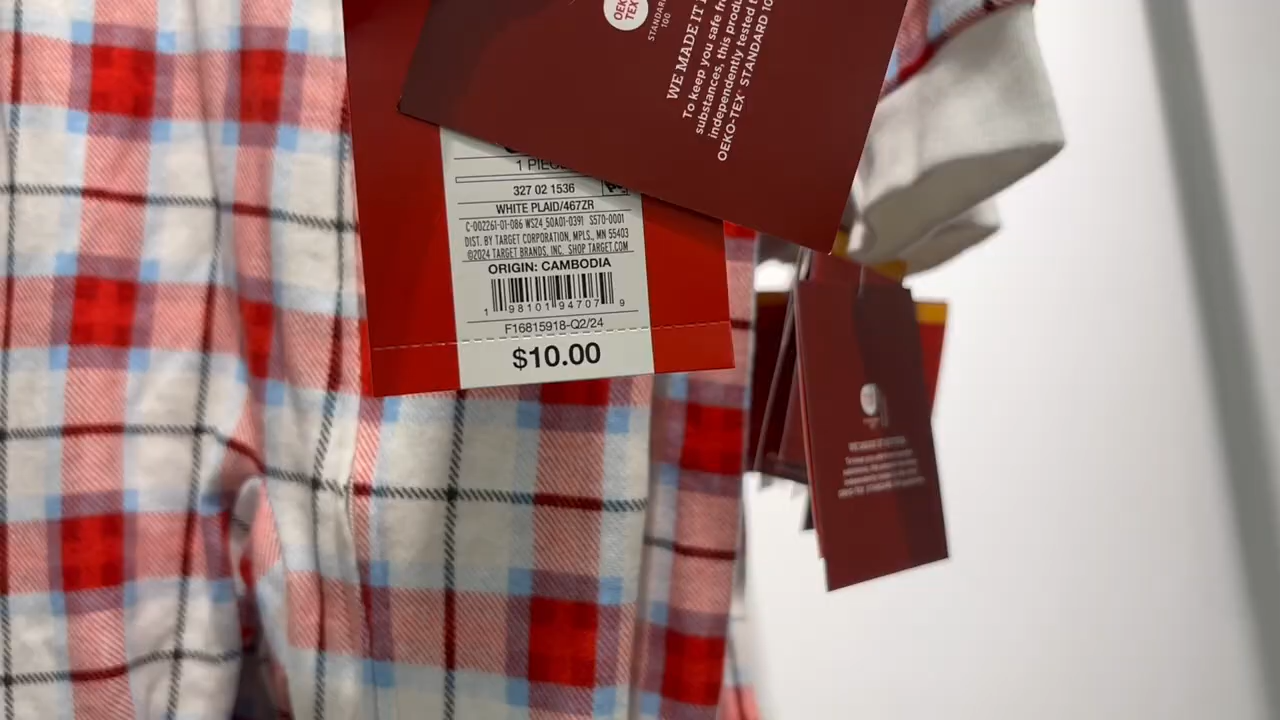 OEKO
TEX
STANDARD
100
WE MADE IT
To keep you safe fr
substances, this produ
independently tested t
OEKO-TEX® STANDARD 10
1 PIEC
327 02 1536
WHITE PLAID/467ZR
C-002261-01-086 WS24_50A01-0391 SST0-0001
DIST. BY TARGET CORPORATION, MPLS., MN 55403
©2024 TARGET BRANDS, INC. SHOP TARGET.COM
ORIGIN: CAMBODIA
1 98101 94707 9
F16815918-Q2/24
$10.00